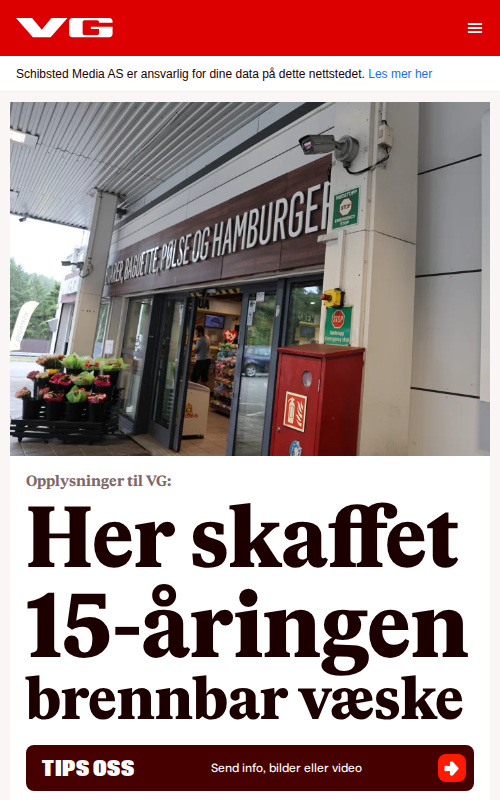 VG
Schibsted Media AS er ansvarlig for dine data på dette nettstedet. Les mer her
BAGUETTE, PØLSE OG HAMBURGER
STOP
STOP
Opplysninger til VG:
Her skaffet
15-åringen
brennbar væske
TIPS OSS
Send info, bilder eller video